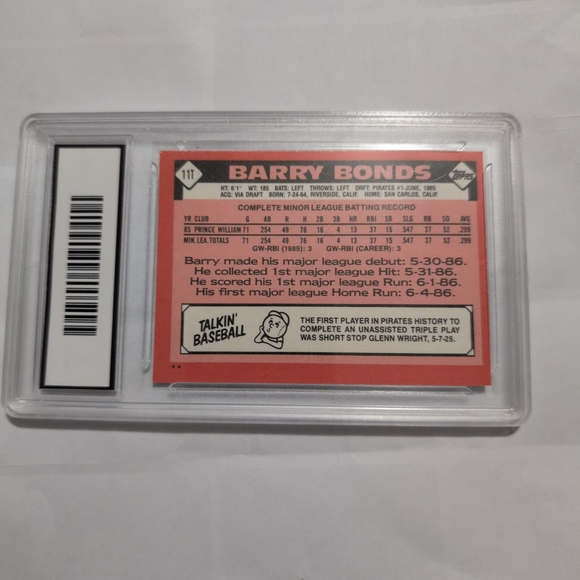 11T
BARRY BONDS
TOPPS
HT: 6'1" WT: 185 BATS: LEFT THROWS: LEFT DRFT: PIRATES #1-JUNE, 1985
ACQ: VIA DRAFT BORN: 7-24-64, RIVERSIDE, CALIF. HOME: SAN CARLOS, CALIF.
COMPLETE MINOR LEAGUE BATTING RECORD
YR CLUB G AB R H 2B 3B HR RBI SB SLG BB SO AVG
85 PRINCE WILLIAM 71 254 49 76 16 4 13 37 15 .547 37 52 .299
MIN. LEA. TOTALS 71 254 49 76 16 4 13 37 15 .547 37 52 .299
GW-RBI (1985): 3 GW-RBI (CAREER): 3
Barry made his major league debut: 5-30-86.
He collected 1st major league Hit: 5-31-86.
He scored his 1st major league Run: 6-1-86.
His first major league Home Run: 6-4-86.
TALKIN'
BASEBALL
THE FIRST PLAYER IN PIRATES HISTORY TO
COMPLETE AN UNASSISTED TRIPLE PLAY
WAS SHORT STOP GLENN WRIGHT, 5-7-25.
**